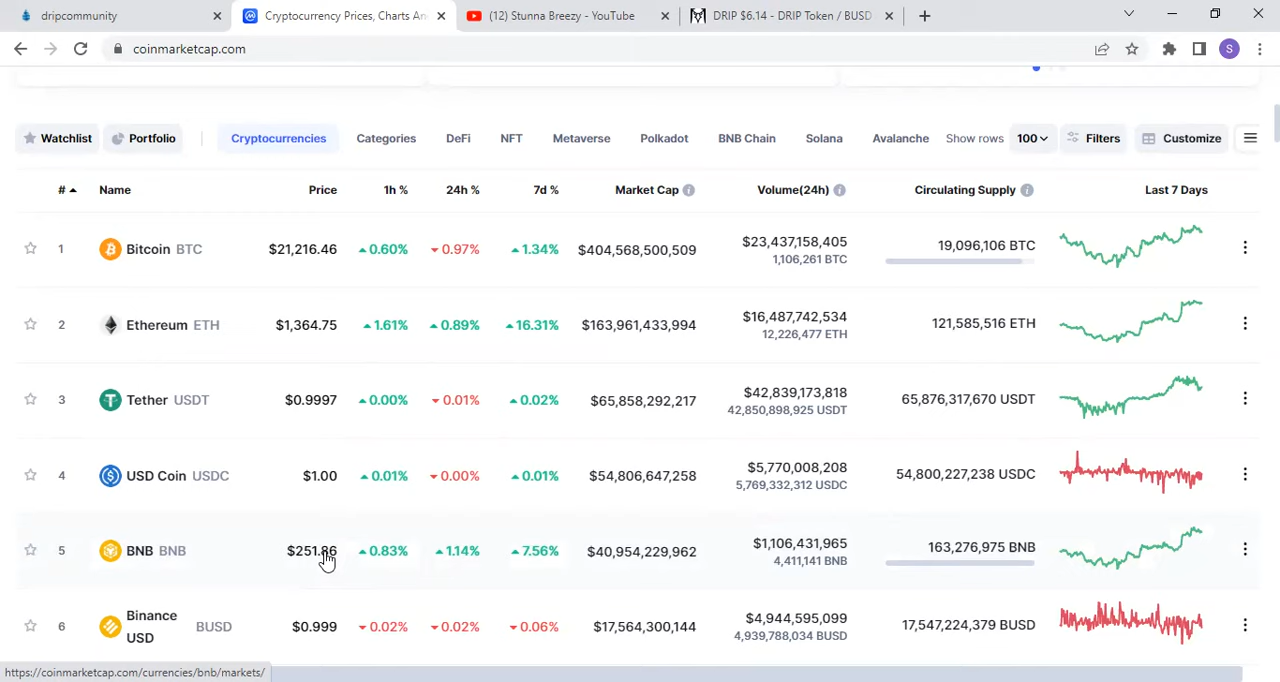 dripcommunity
Cryptocurrency Prices, Charts An
(12) Stunna Breezy - YouTube
DRIP $6.14 - DRIP Token / BUSD
coinmarketcap.com
S
Watchlist
Portfolio
Cryptocurrencies
Categories
DeFi
NFT
Metaverse
Polkadot
BNB Chain
Solana
Avalanche
Show rows
100
Filters
Customize
# Name Price 1h % 24h % 7d % Market Cap Volume(24h) Circulating Supply Last 7 Days
1 Bitcoin BTC $21,216.46 0.60% 0.97% 1.34% $404,568,500,509 $23,437,158,405 19,096,106 BTC
1,106,261 BTC
2 Ethereum ETH $1,364.75 1.61% 0.89% 16.31% $163,961,433,994 $16,487,742,534 121,585,516 ETH
12,226,477 ETH
3 Tether USDT $0.9997 0.00% 0.01% 0.02% $65,858,292,217 $42,839,173,818 65,876,317,670 USDT
42,850,898,925 USDT
4 USD Coin USDC $1.00 0.01% 0.00% 0.01% $54,806,647,258 $5,770,008,208 54,800,227,238 USDC
5,769,332,312 USDC
5 BNB BNB $251.86 0.83% 1.14% 7.56% $40,954,229,962 $1,106,431,965 163,276,975 BNB
4,411,141 BNB
6 Binance USD BUSD $0.999 0.02% 0.02% 0.06% $17,564,300,144 $4,944,595,099 17,547,224,379 BUSD
4,939,788,034 BUSD
https://coinmarketcap.com/currencies/bnb/markets/